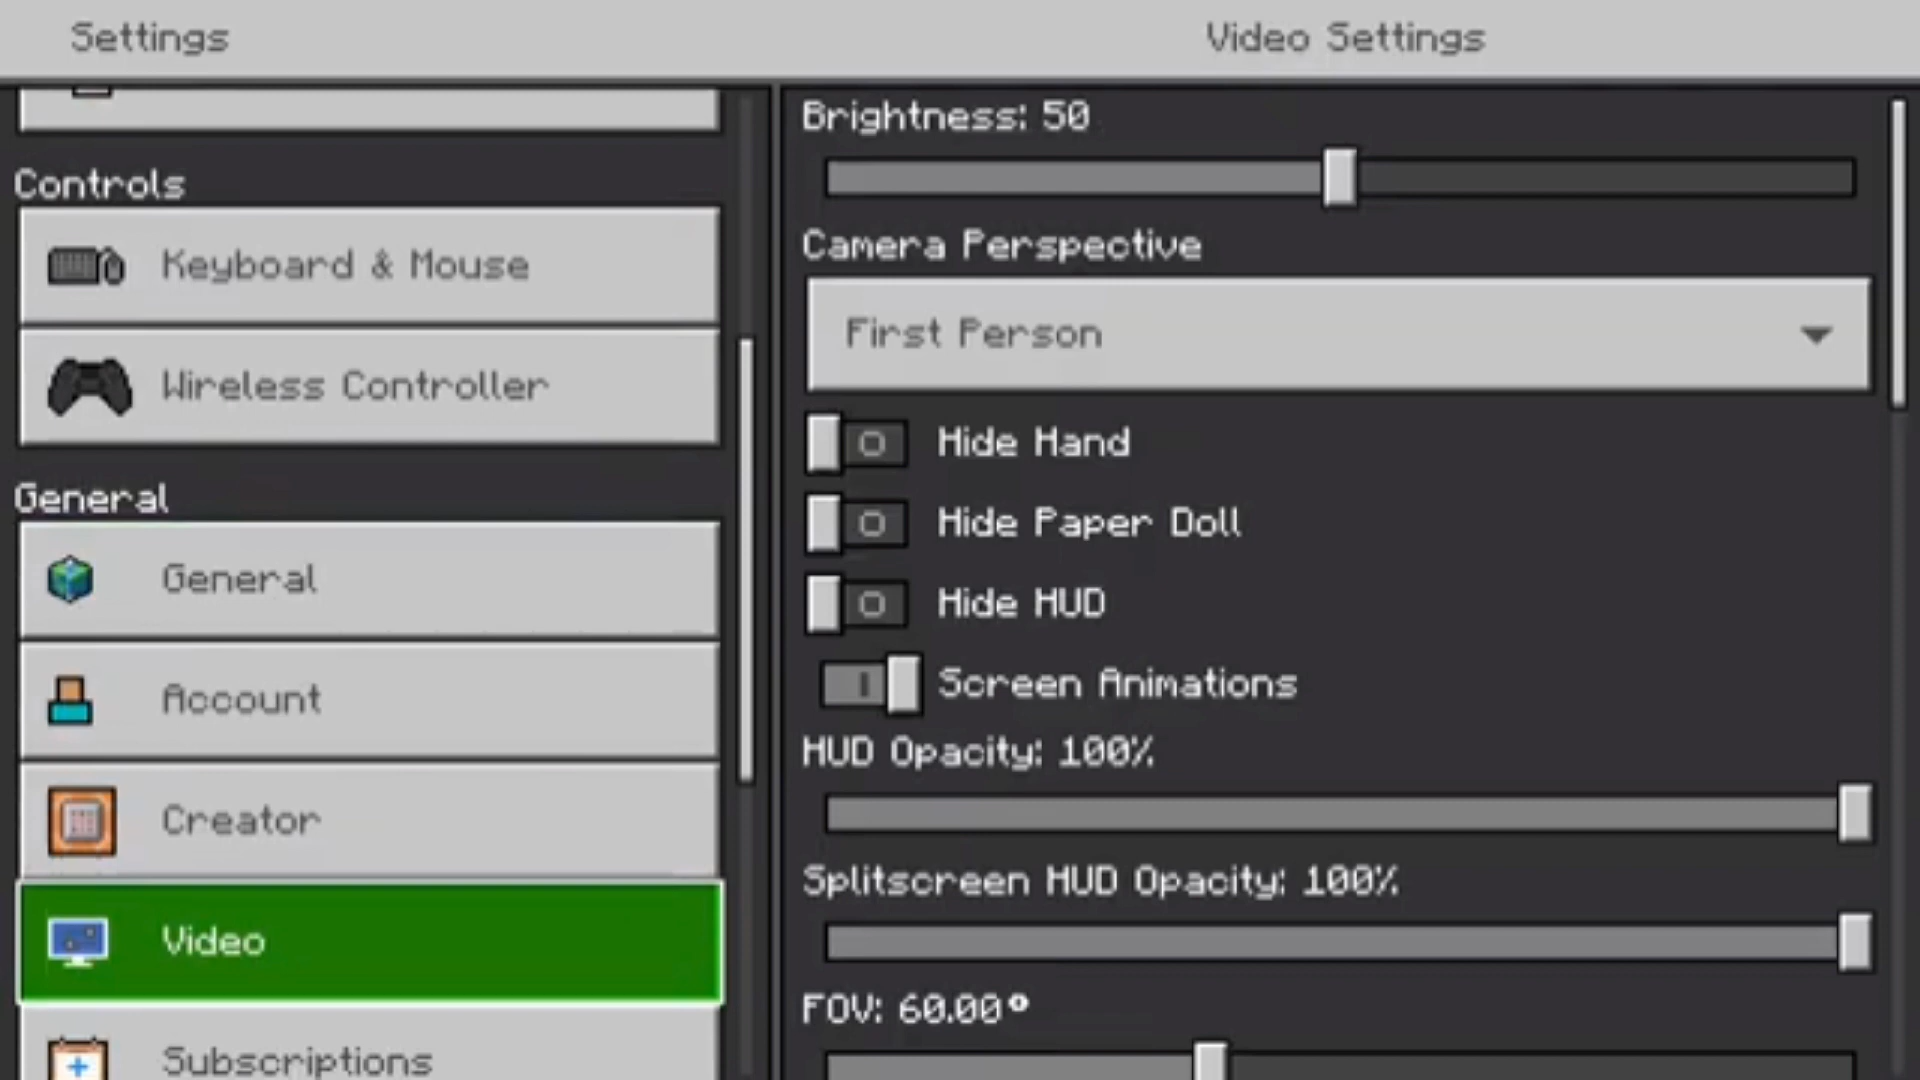 Settings
Video Settings
Controls
Keyboard & Mouse
Wireless Controller
General
General
Account
Creator
Video
Subscriptions
Brightness: 50
Camera Perspective
First Person
Hide Hand
Hide Paper Doll
Hide HUD
Screen Animations
HUD Opacity: 100%
Splitscreen HUD Opacity: 100%
FOV: 60.00°